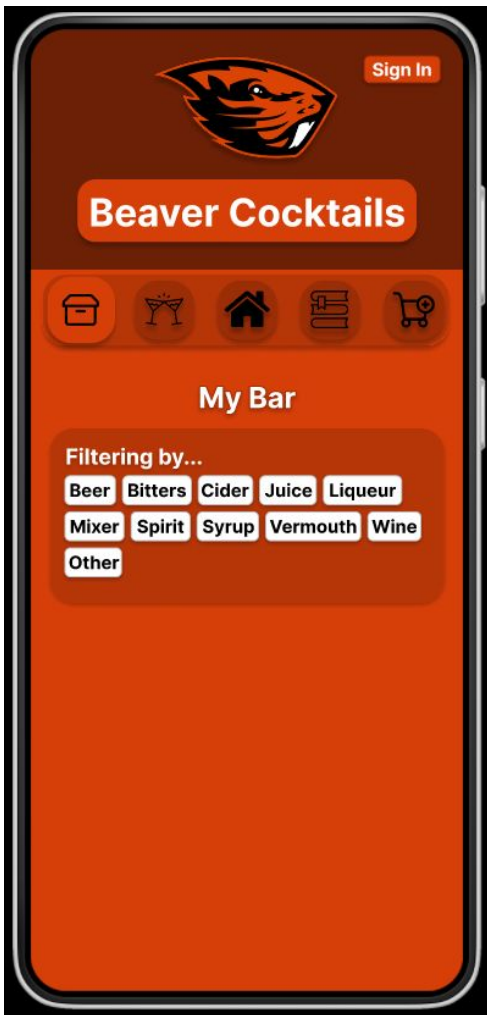 Sign In
Beaver Cocktails
My Bar
Filtering by...
Beer Bitters Cider Juice Liqueur
Mixer Spirit Syrup Vermouth Wine
Other